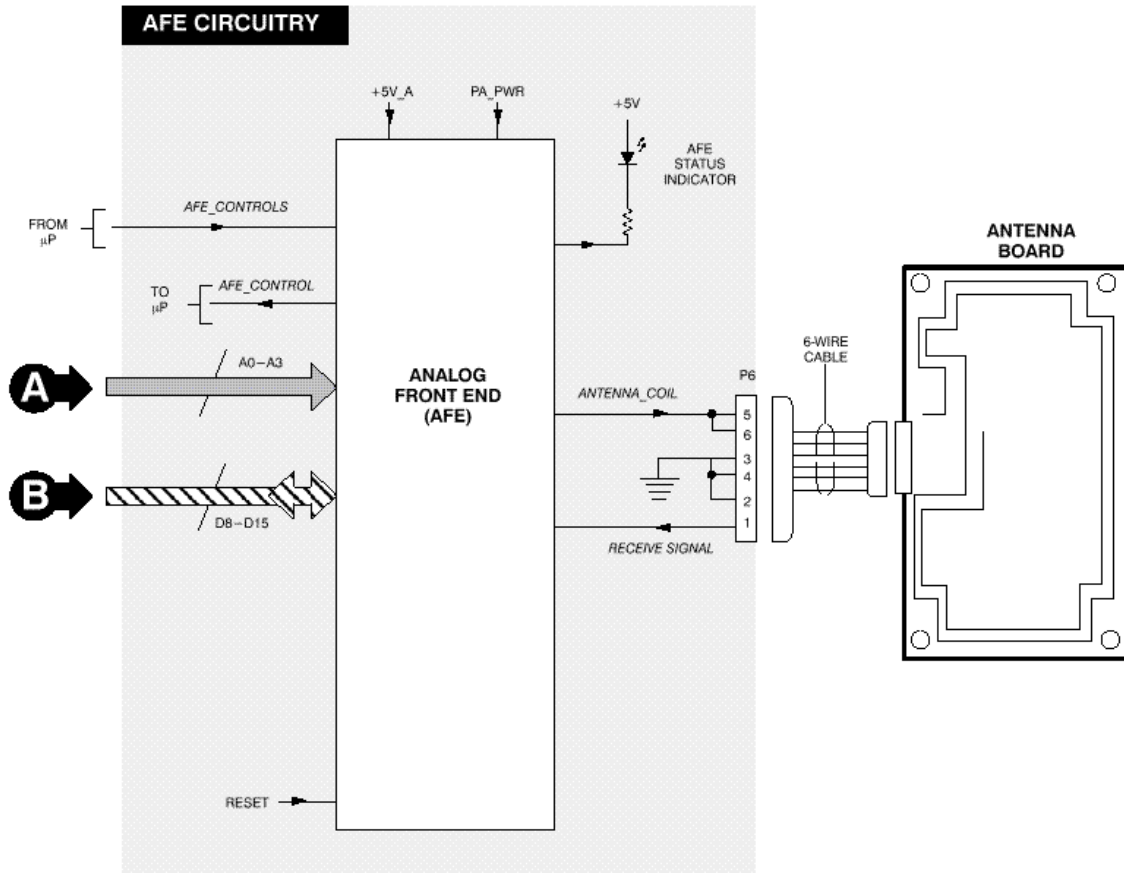 AFE CIRCUITRY
+5V_A
PA_PWR
+5V
AFE
STATUS
INDICATOR
FROM
µP
AFE_CONTROLS
TO
µP
AFE_CONTROL
ANTENNA
BOARD
A
A0–A3
ANALOG
FRONT END
(AFE)
6-WIRE
CABLE
P6
ANTENNA_COIL
5
6
3
4
2
1
B
D8–D15
RECEIVE SIGNAL
RESET